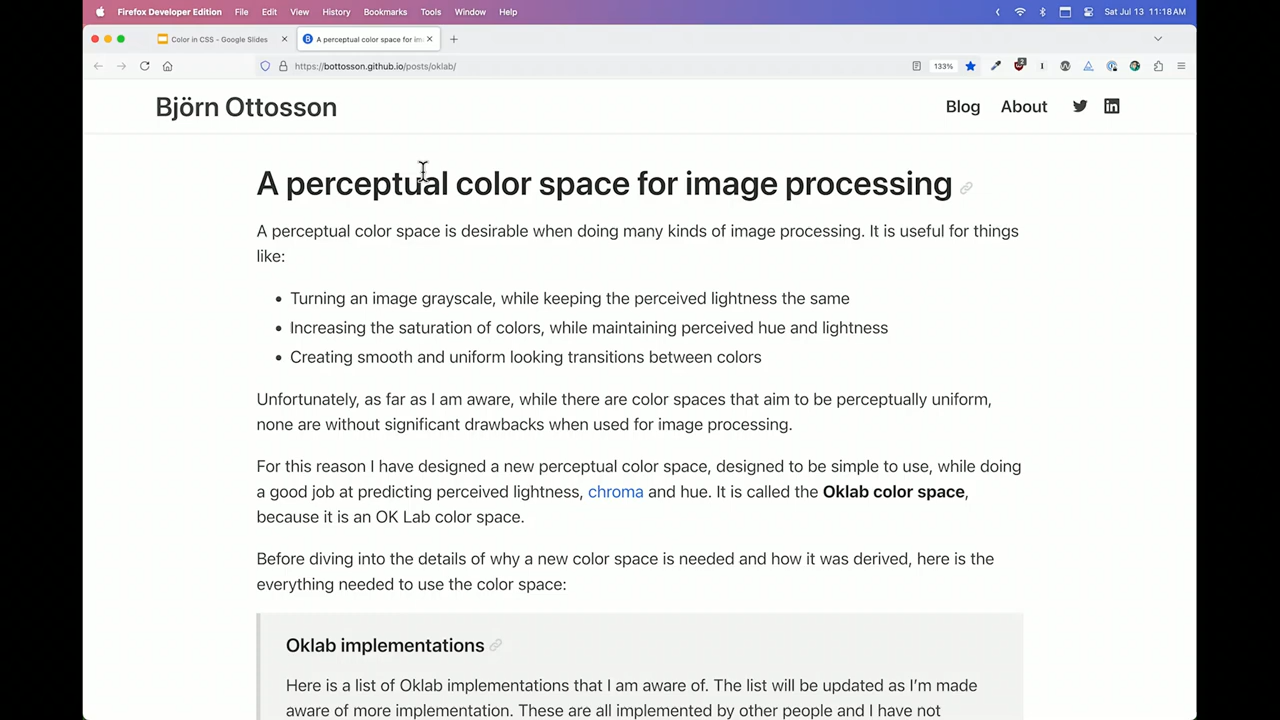 Firefox Developer Edition File Edit View History Bookmarks Tools Window Help Sat Jul 13 11:18 AM
Color in CSS – Google Slides A perceptual color space for im
https://bottosson.github.io/posts/oklab/ 133%
Björn Ottosson Blog About
A perceptual color space for image processing
A perceptual color space is desirable when doing many kinds of image processing. It is useful for things
like:
• Turning an image grayscale, while keeping the perceived lightness the same
• Increasing the saturation of colors, while maintaining perceived hue and lightness
• Creating smooth and uniform looking transitions between colors
Unfortunately, as far as I am aware, while there are color spaces that aim to be perceptually uniform,
none are without significant drawbacks when used for image processing.
For this reason I have designed a new perceptual color space, designed to be simple to use, while doing
a good job at predicting perceived lightness, chroma and hue. It is called the Oklab color space,
because it is an OK Lab color space.
Before diving into the details of why a new color space is needed and how it was derived, here is the
everything needed to use the color space:
Oklab implementations
Here is a list of Oklab implementations that I am aware of. The list will be updated as I’m made
aware of more implementation. These are all implemented by other people and I have not